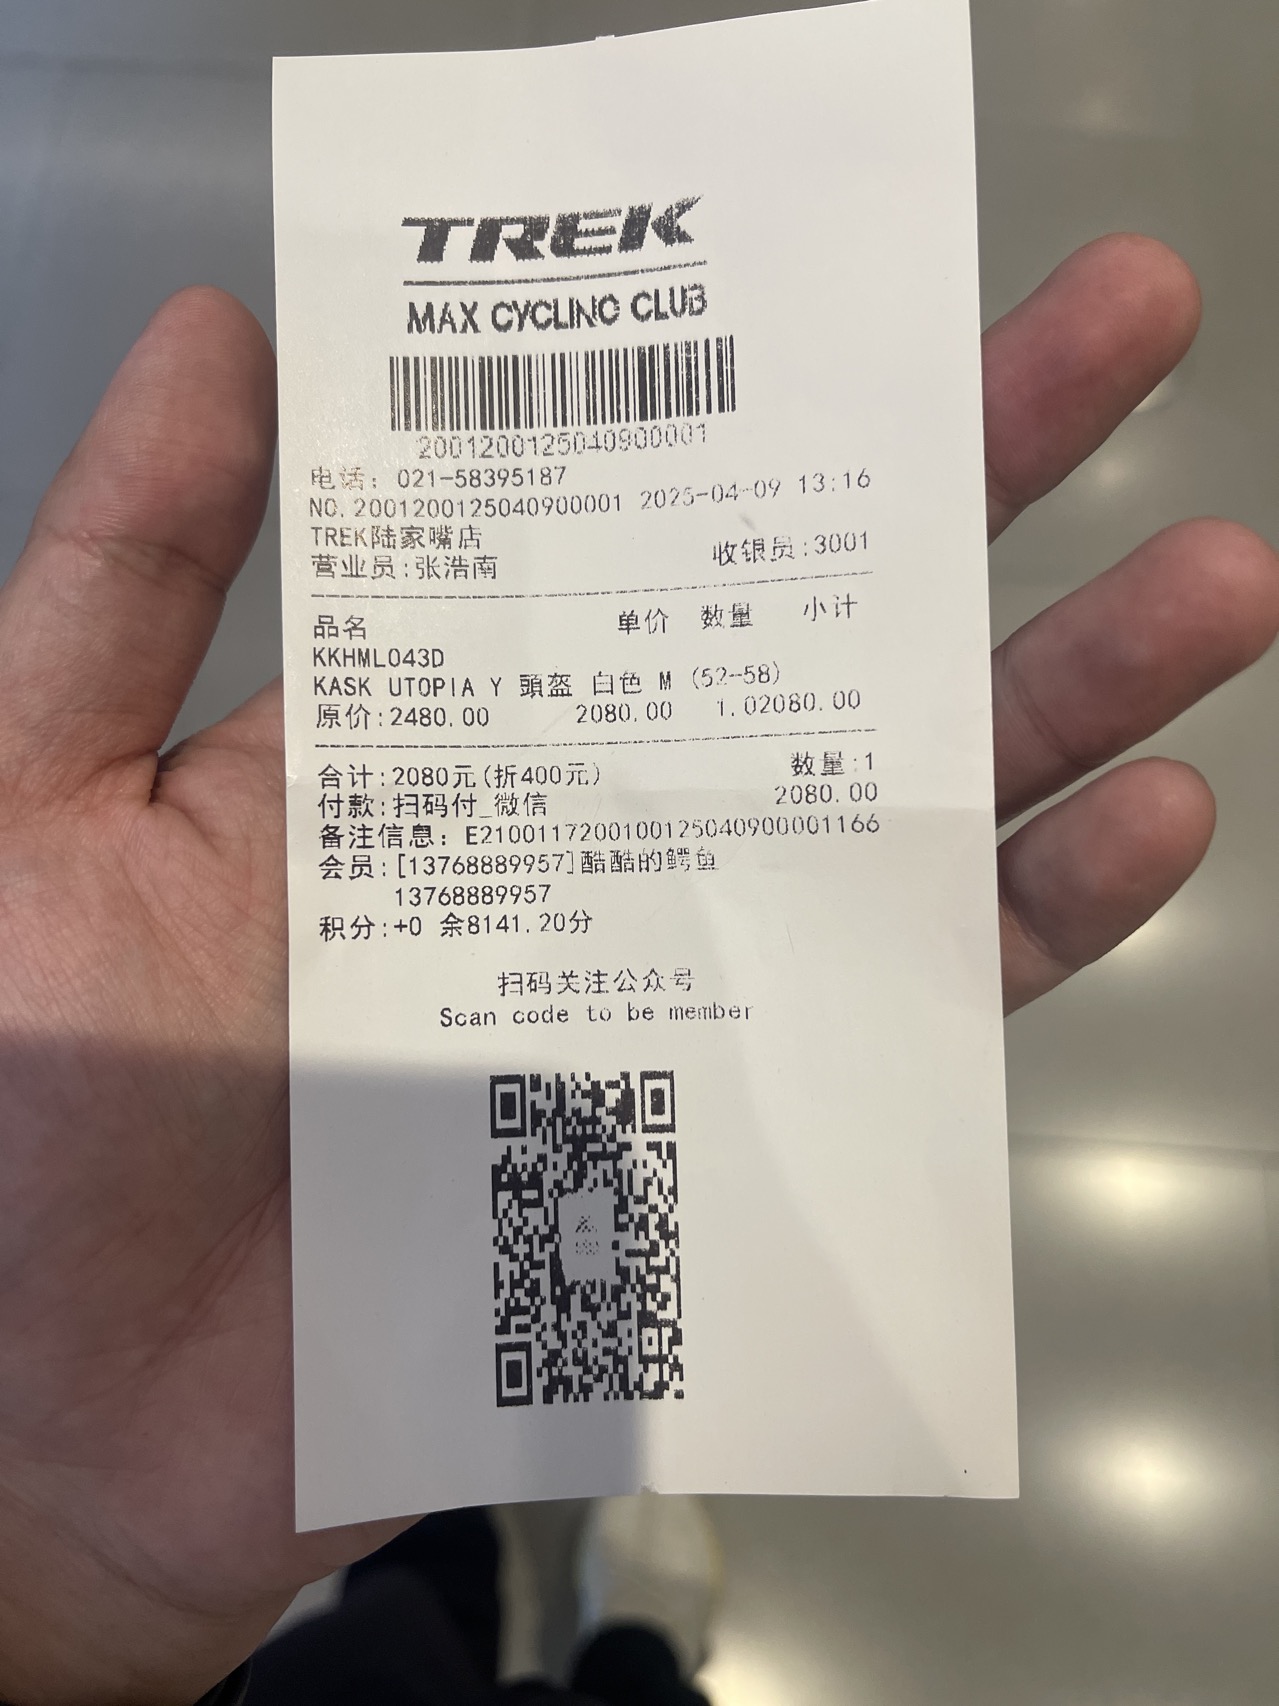 TREK
MAX CYCLING CLUB
2001200125040900001
电话: 021-58395187
NO.2001200125040900001 2025-04-09 13:16
TREK陆家嘴店
营业员:张浩南 收银员:3001
品名 单价 数量 小计
KKHML043D
KASK UTOPIA Y 頭盔 白色 M (52-58)
原价:2480.00 2080.00 1.02080.00
合计:2080元(折400元) 数量:1
付款:扫码付_微信 2080.00
备注信息: E21001172001001250409000001166
会员:[13768889957]酷酷的鳄鱼
13768889957
积分:+0 余8141.20分
扫码关注公众号
Scan code to be member